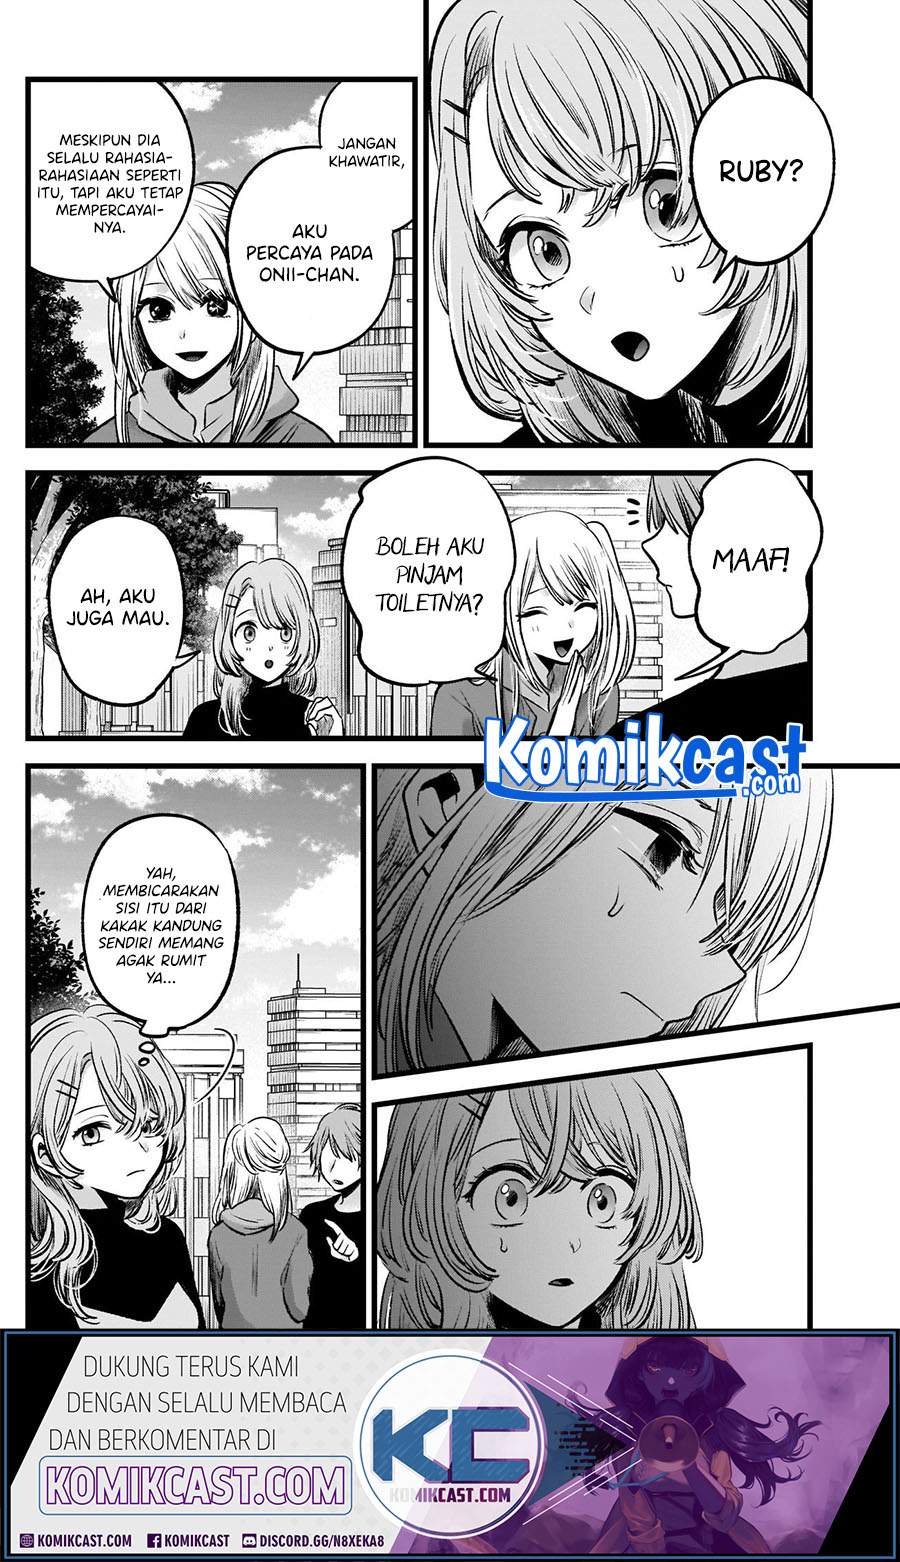 RUBY?
JANGAN
KHAWATIR,
AKU
PERCAYA PADA
ONII-CHAN.
MESKIPUN DIA
SELALU RAHASIA-
RAHASIAAN SEPERTI
ITU, TAPI AKU TETAP
MEMPERCAYAI-
NYA.
MAAF!
BOLEH AKU
PINJAM
TOILETNYA?
AH, AKU
JUGA MAU.
Komikcast
.com
YAH,
MEMBICARAKAN
SISI ITU DARI
KAKAK KANDUNG
SENDIRI MEMANG
AGAK RUMIT
YA...
DUKUNG TERUS KAMI
DENGAN SELALU MEMBACA
DAN BERKOMENTAR DI
KOMIKCAST.COM
KC
KOMIKCAST.COM
KOMIKCAST.COM KOMIKCAST DISCORD.GG/N8XEKA8